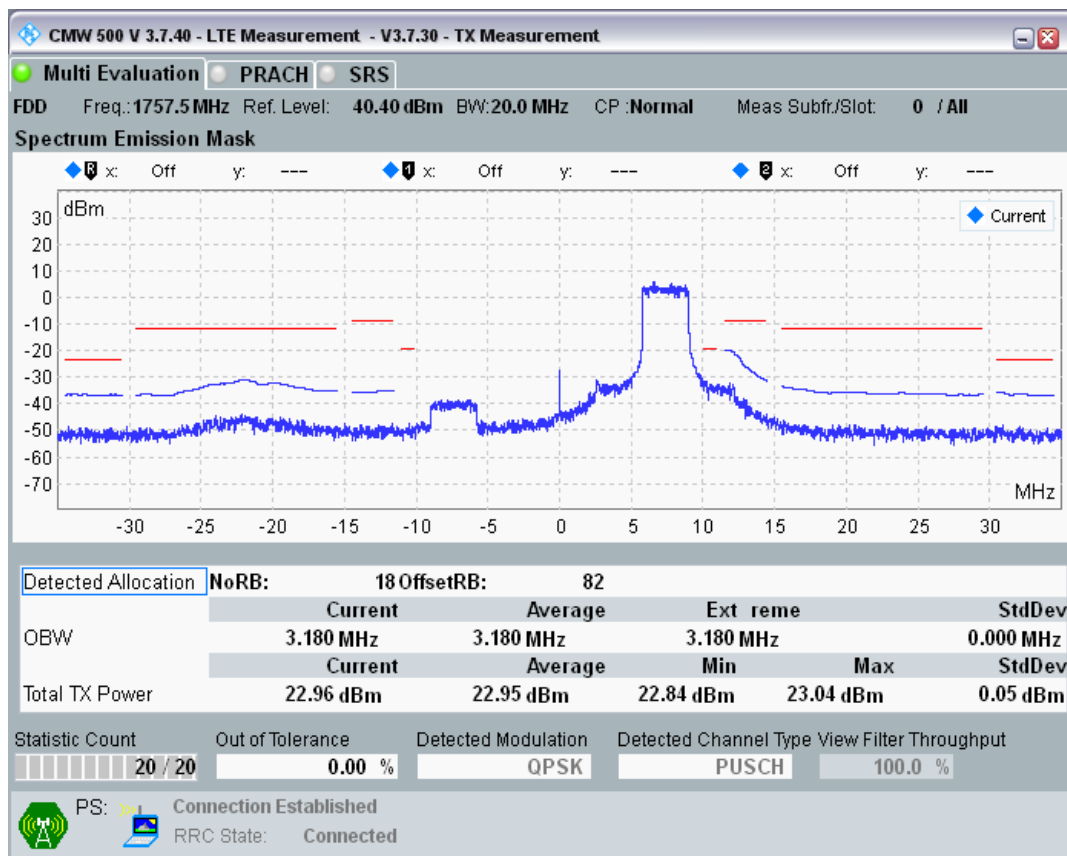 CMW 500 V 3.7.40 - LTE Measurement - V3.7.30 - TX Measurement
Multi Evaluation PRACH SRS
FDD Freq.:1757.5 MHz Ref. Level: 40.40 dBm BW:20.0 MHz CP :Normal Meas Subfr./Slot: 0 / All
Spectrum Emission Mask
R x: Off y: --- 1 x: Off y: --- 2 x: Off y: ---
dBm
Current
30
20
10
0
-10
-20
-30
-40
-50
-60
-70
MHz
-30 -25 -20 -15 -10 -5 0 5 10 15 20 25 30
Detected Allocation NoRB: 18 OffsetRB: 82
Current Average Ext reme StdDev
OBW 3.180 MHz 3.180 MHz 3.180 MHz 0.000 MHz
Current Average Min Max StdDev
Total TX Power 22.96 dBm 22.95 dBm 22.84 dBm 23.04 dBm 0.05 dBm
Statistic Count Out of Tolerance Detected Modulation Detected Channel Type View Filter Throughput
20 / 20 0.00 % QPSK PUSCH 100.0 %
PS: Connection Established
RRC State: Connected